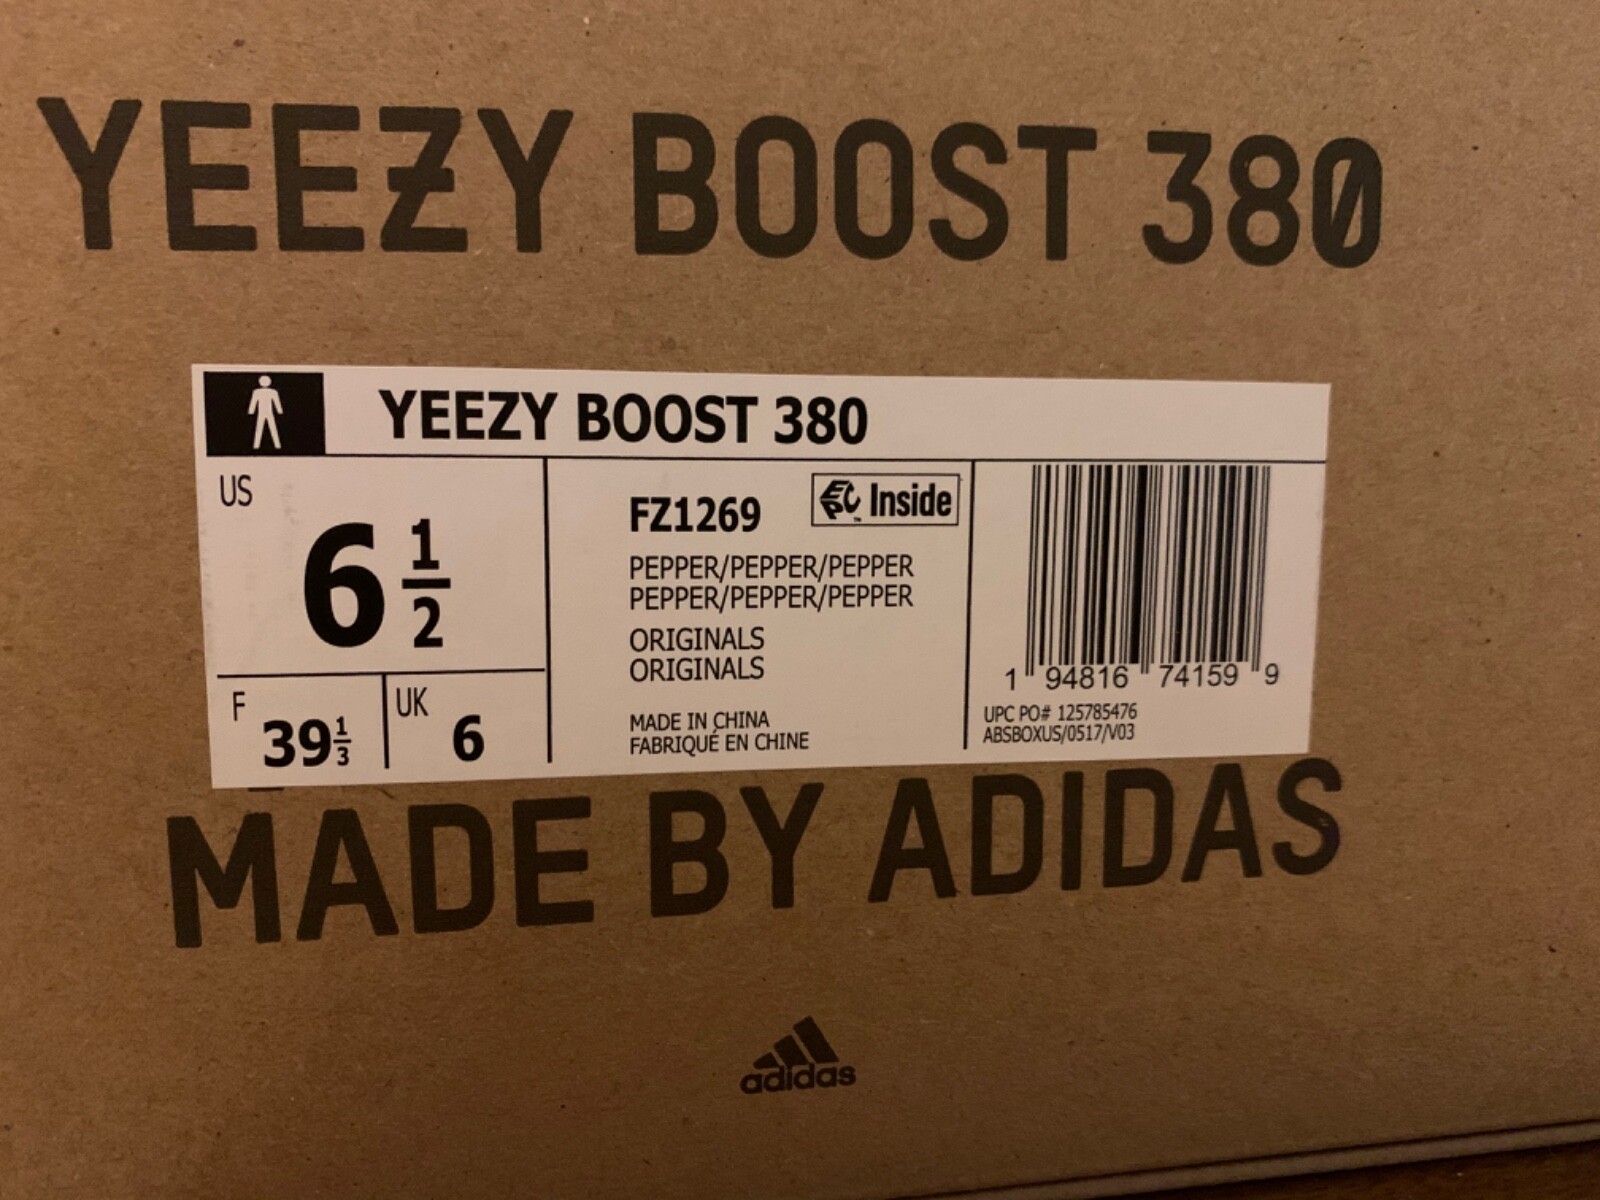 YEEZY BOOST 380
YEEZY BOOST 380
US
6 1/2
F
39 1/3
UK
6
FZ1269
EPC Inside
™
PEPPER/PEPPER/PEPPER
PEPPER/PEPPER/PEPPER
ORIGINALS
ORIGINALS
MADE IN CHINA
FABRIQUÉ EN CHINE
1 94816 74159 9
UPC PO# 125785476
ABSBOXUS/0517/V03
MADE BY ADIDAS
adidas